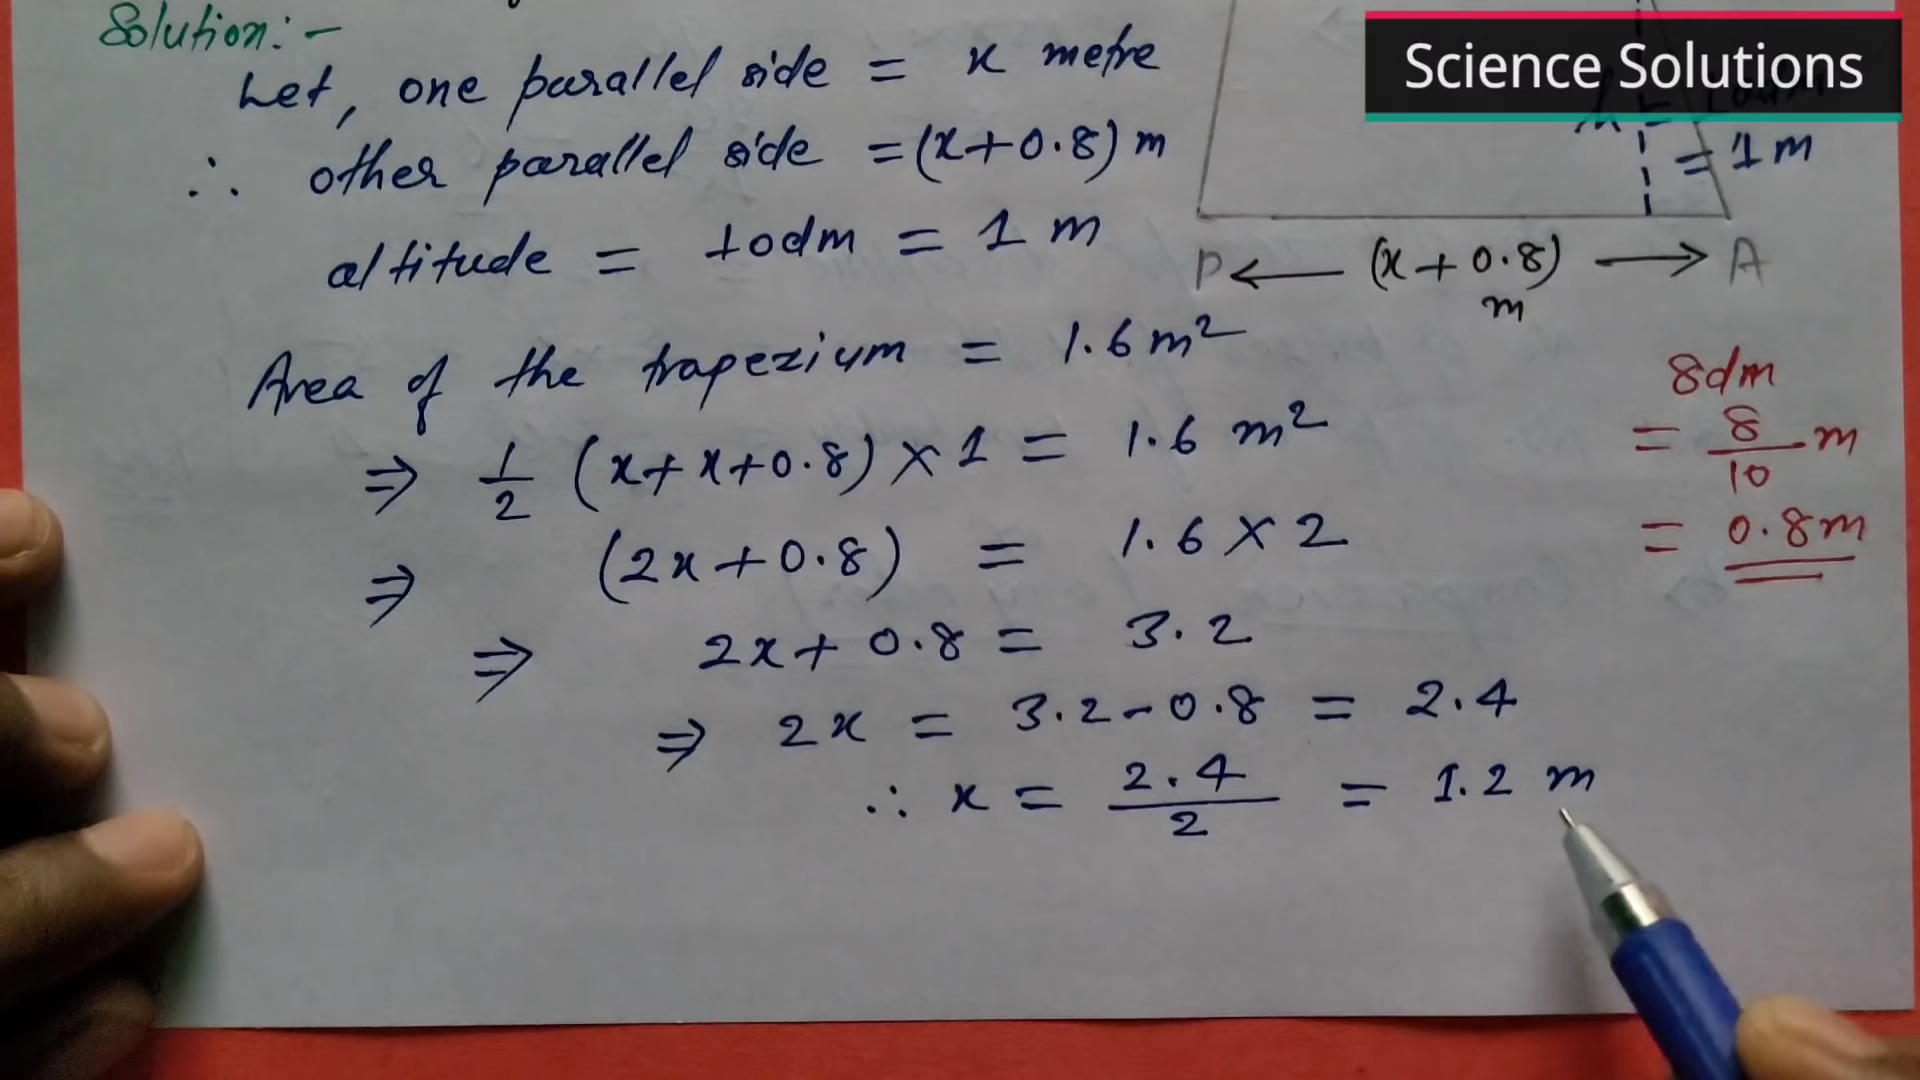 Solution:-
Let, one parallel side = x metre
∴ other parallel side =(x+0.8) m
altitude = 10dm = 1 m
Area of the trapezium = 1.6 m²
⇒ 1/2 (x+x+0.8)×1 = 1.6 m²
⇒ (2x+0.8) = 1.6×2
⇒ 2x+0.8 = 3.2
⇒ 2x = 3.2-0.8 = 2.4
∴ x = 2.4/2 = 1.2 m
Science Solutions
= 1m
P ← (x+0.8) → A
m
8dm
= 8/10 m
= 0.8m